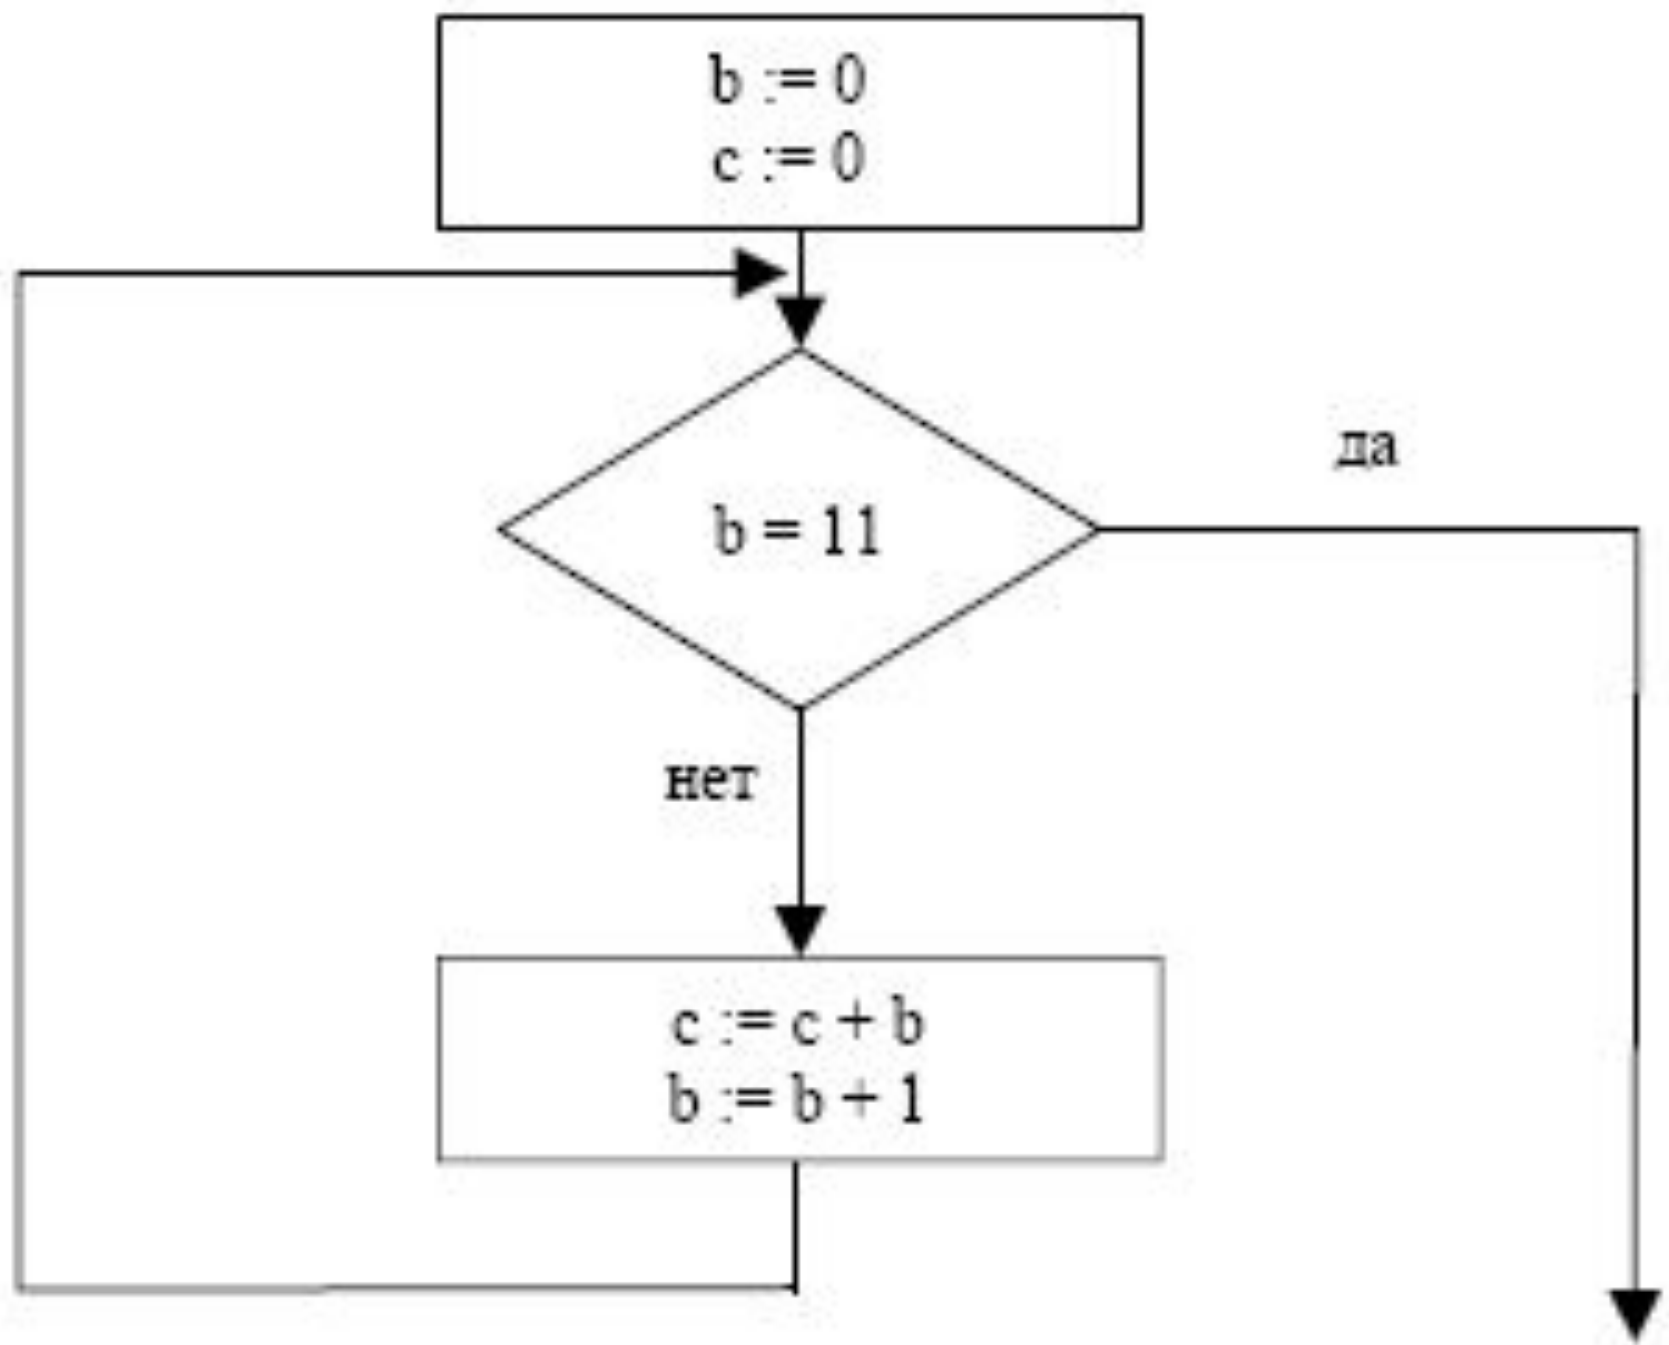 b := 0
c := 0
да
b = 11
нет
c := c + b
b := b + 1